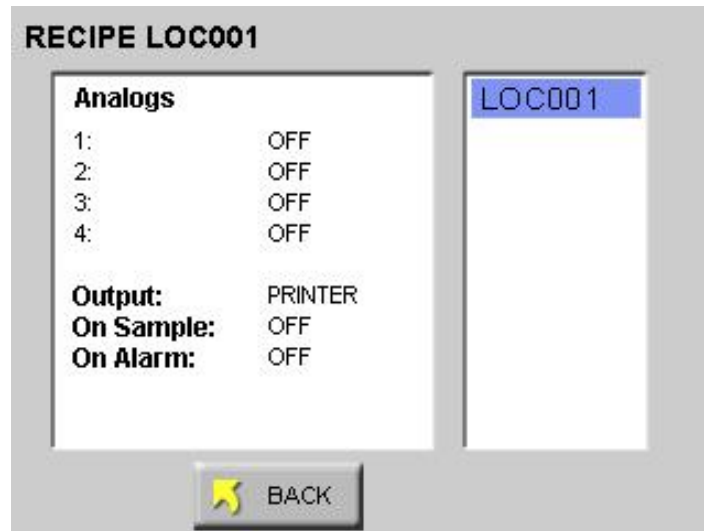 RECIPE LOC001
Analogs
1: OFF
2: OFF
3: OFF
4: OFF
Output: PRINTER
On Sample: OFF
On Alarm: OFF
LOC001
BACK